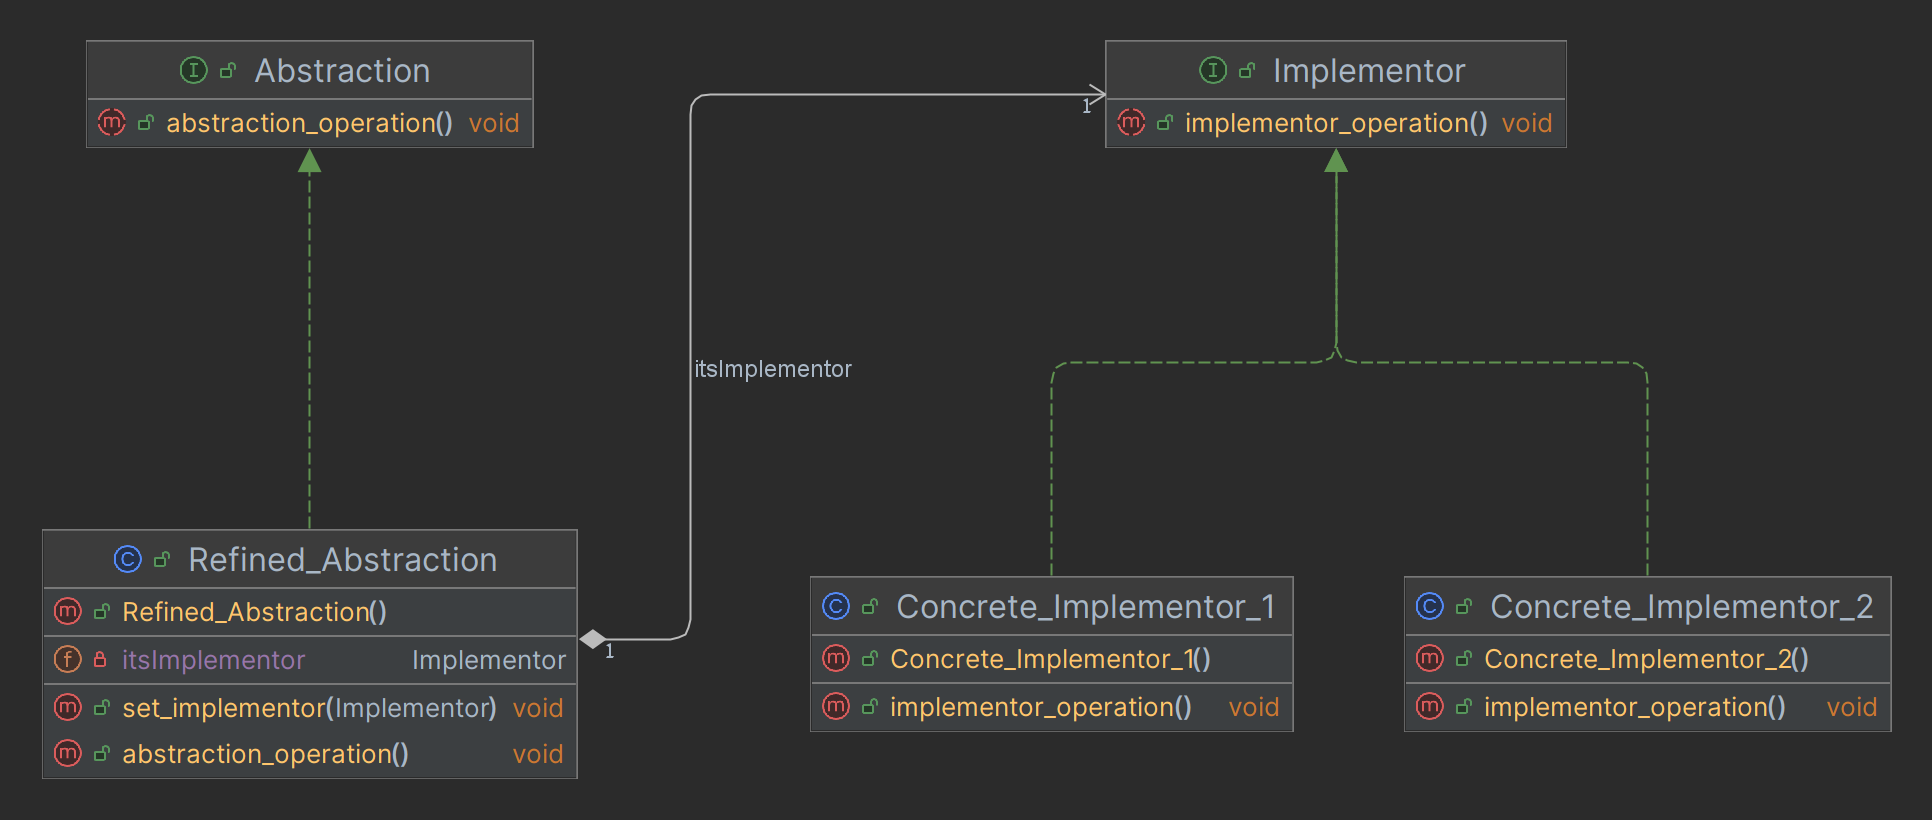 Abstraction
abstraction_operation() void
Implementor
implementor_operation() void
1
itsImplementor
Refined_Abstraction
Refined_Abstraction()
itsImplementor Implementor
set_implementor(Implementor) void
abstraction_operation() void
1
Concrete_Implementor_1
Concrete_Implementor_1()
implementor_operation() void
Concrete_Implementor_2
Concrete_Implementor_2()
implementor_operation() void